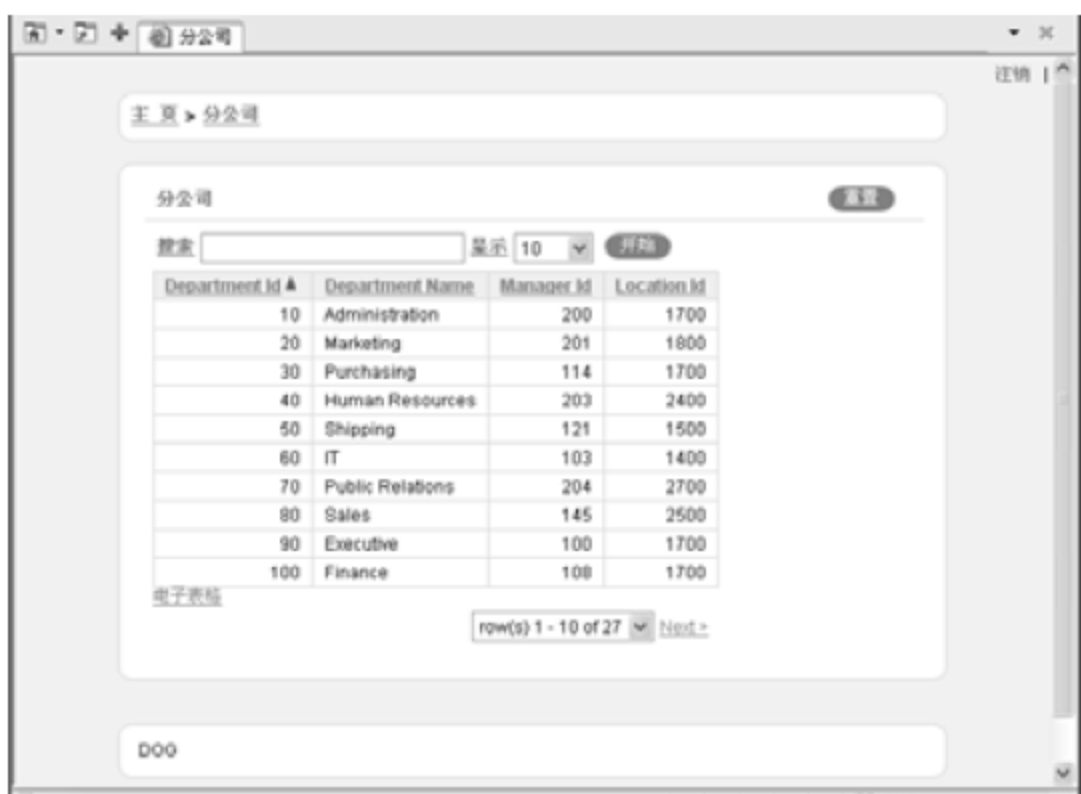 分公司
注销 |
主 页 > 分公司
分公司 重置
搜索 显示 10 开始
Department Id Department Name Manager Id Location Id
10 Administration 200 1700
20 Marketing 201 1800
30 Purchasing 114 1700
40 Human Resources 203 2400
50 Shipping 121 1500
60 IT 103 1400
70 Public Relations 204 2700
80 Sales 145 2500
90 Executive 100 1700
100 Finance 108 1700
电子表格
row(s) 1 - 10 of 27 Next >
DOG